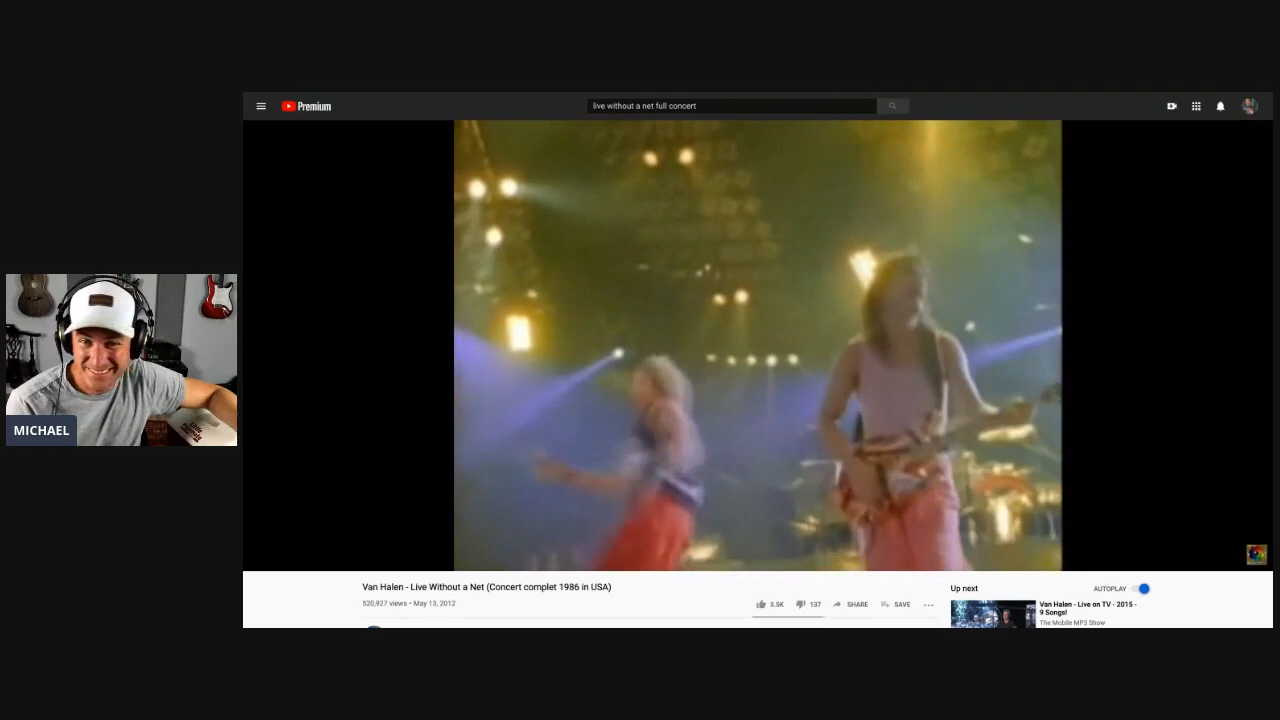 Premium
live without a net full concert
MICHAEL
Van Halen - Live Without a Net (Concert complet 1986 in USA)
520,927 views • May 13, 2012
3.5K
137
SHARE
SAVE
Up next
AUTOPLAY
Van Halen - Live on TV - 2015 -
9 Songs!
The Mobile MP3 Show